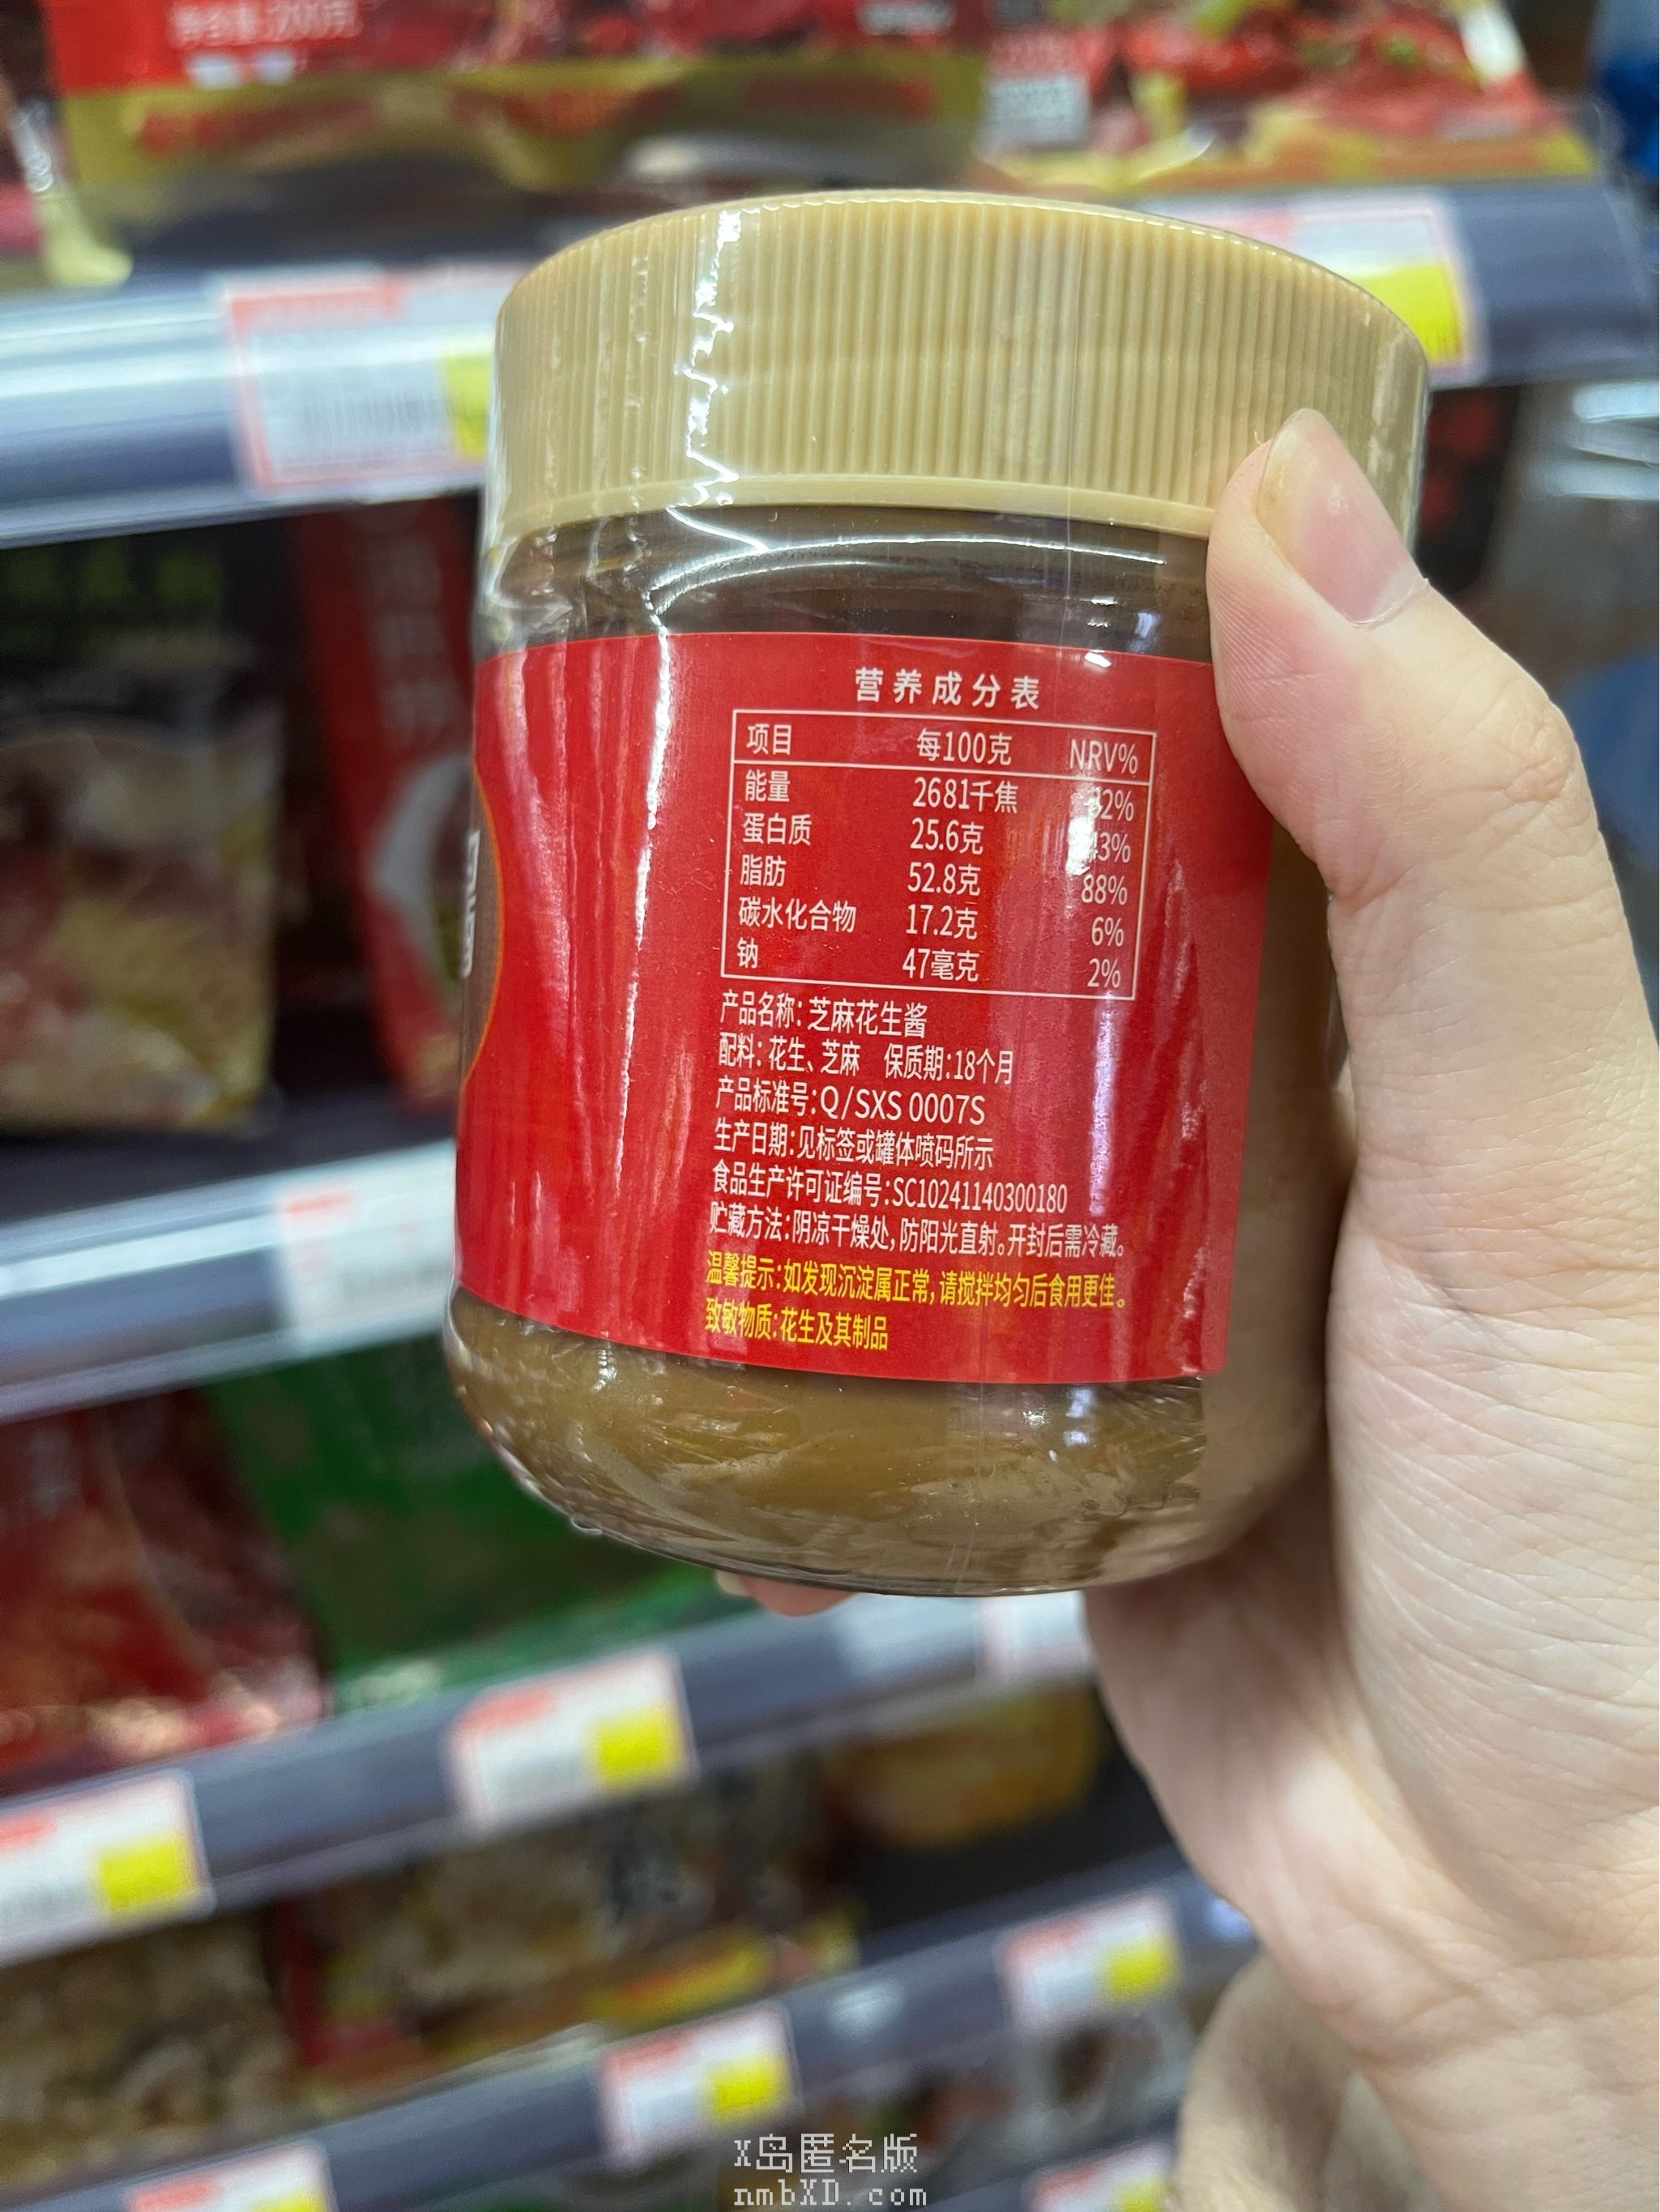 净含量:200克
营养成分表
项目 每100克 NRV%
能量 2681千焦 32%
蛋白质 25.6克 43%
脂肪 52.8克 88%
碳水化合物 17.2克 6%
钠 47毫克 2%
产品名称:芝麻花生酱
配料:花生、芝麻 保质期:18个月
产品标准号:Q/SXS 0007S
生产日期:见标签或罐体喷码所示
食品生产许可证编号:SC10241140300180
贮藏方法:阴凉干燥处,防阳光直射。开封后需冷藏。
温馨提示:如发现沉淀属正常,请搅拌均匀后食用更佳。
致敏物质:花生及其制品
X岛匿名版
nmbXD.com